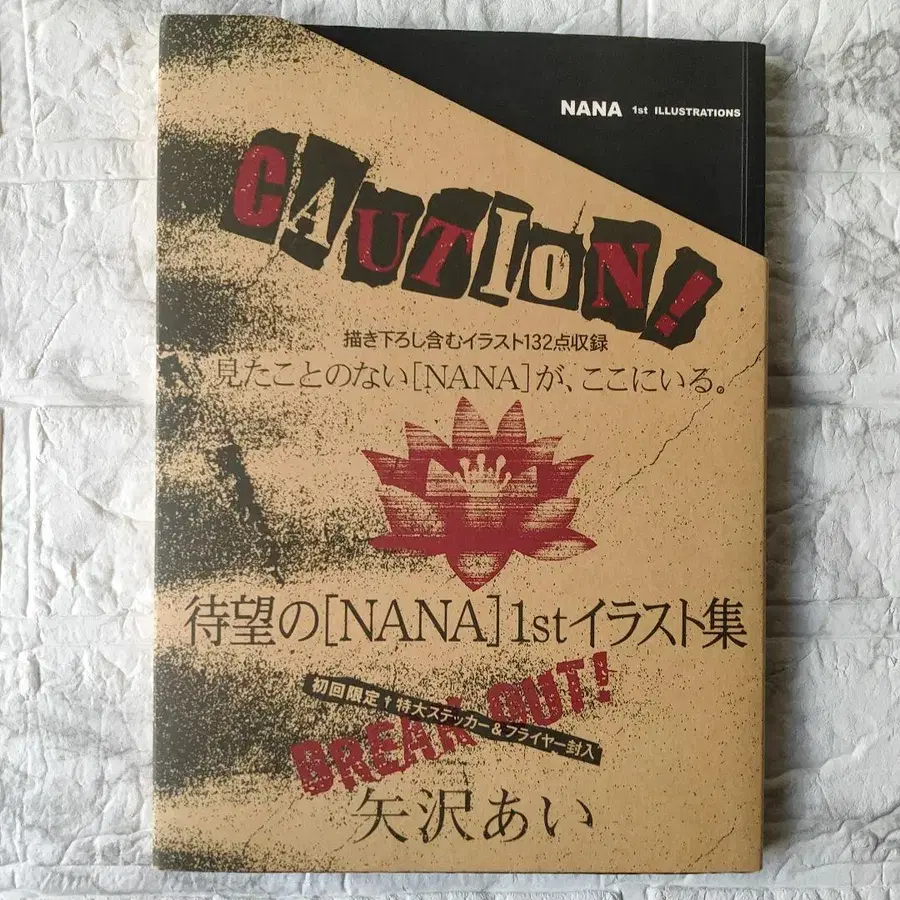 NANA 1st ILLUSTRATIONS
CAUTION!
描き下ろし含むイラスト132点収録
見たことのない[NANA]が、ここにいる。
待望の[NANA]1stイラスト集
BREAK OUT!
初回限定†特大ステッカー&フライヤー封入
矢沢あい